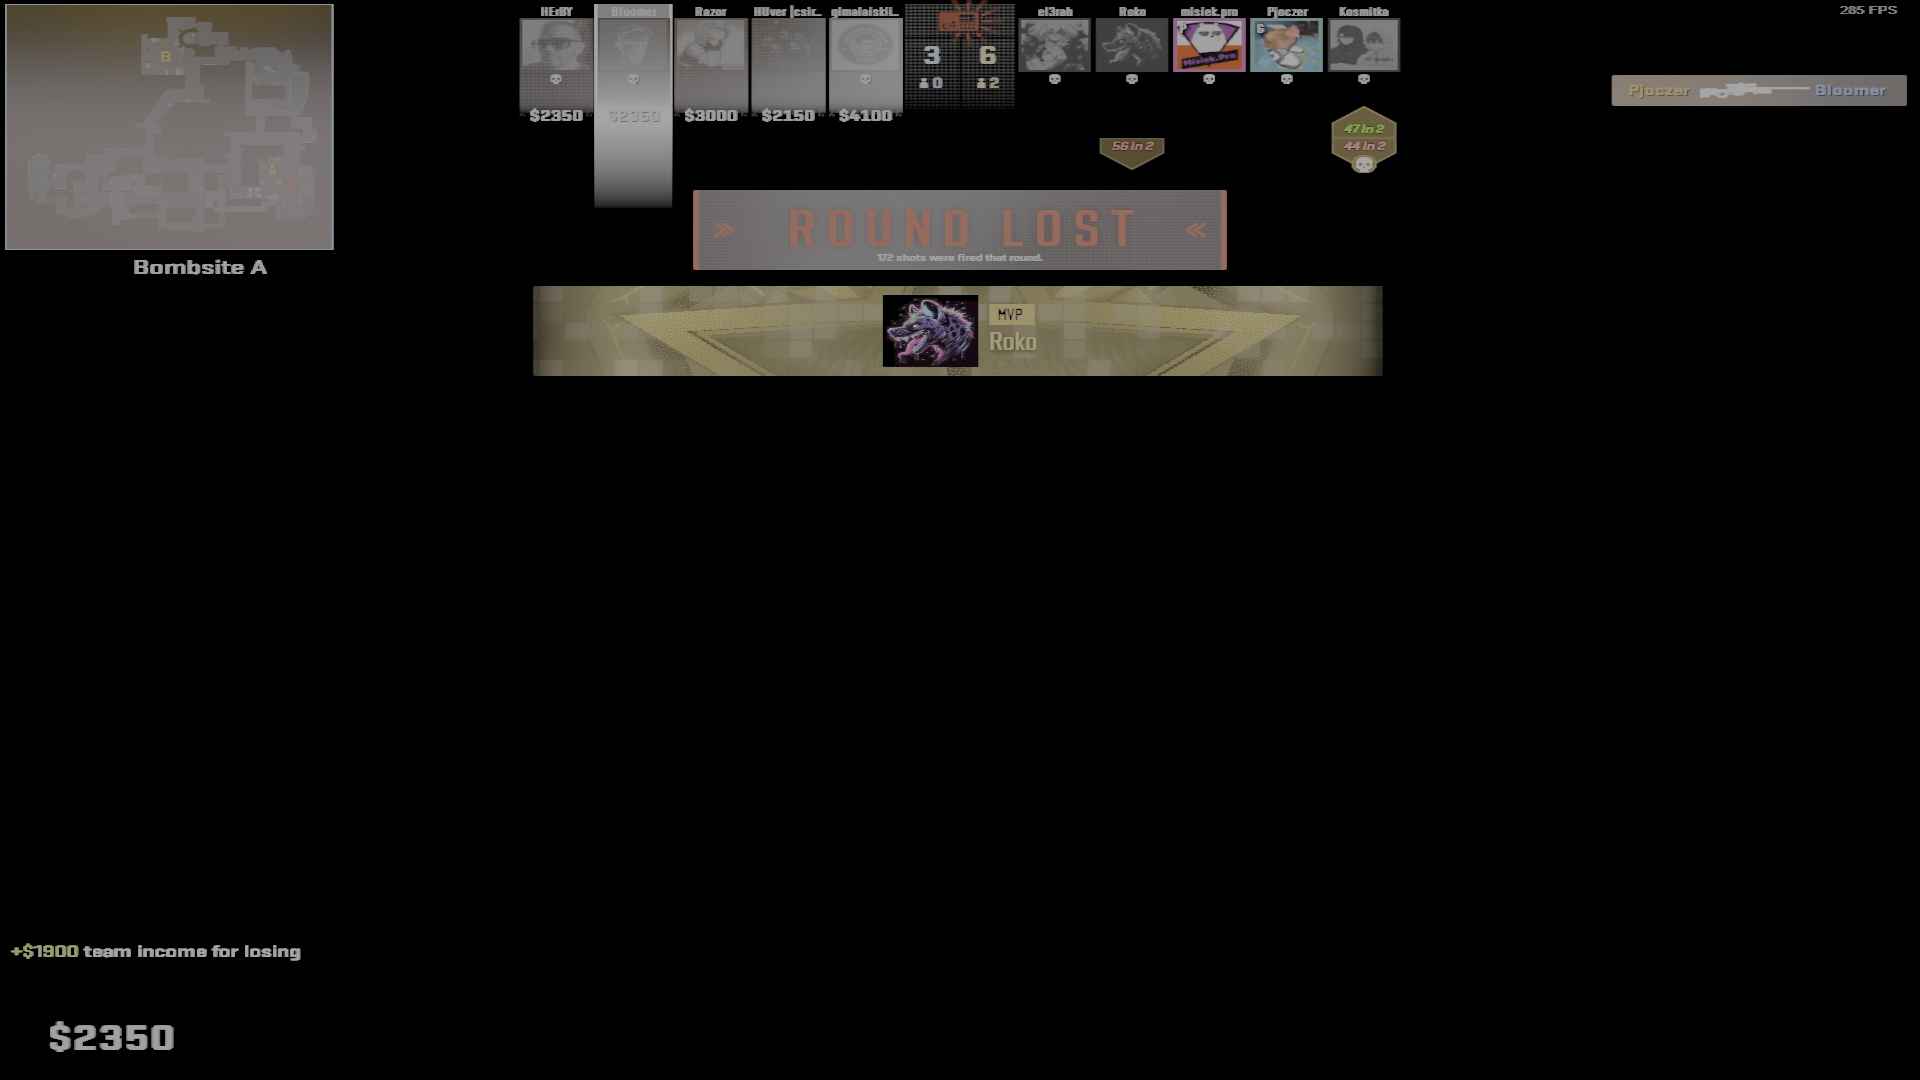 285 FPS
HErBY
Bloomer
Razor
HUver |csir...
gimalaiskii...
el3rab
Roko
misiek.pro
Pjoczer
Kosmitka
B
A
3
6
0
2
$2350
$2350
$3000
$2150
$4100
Pjoczer
Bloomer
47 in 2
56 in 2
44 in 2
ROUND LOST
172 shots were fired that round.
Bombsite A
MVP
Roko
+$1900 team income for losing
$2350